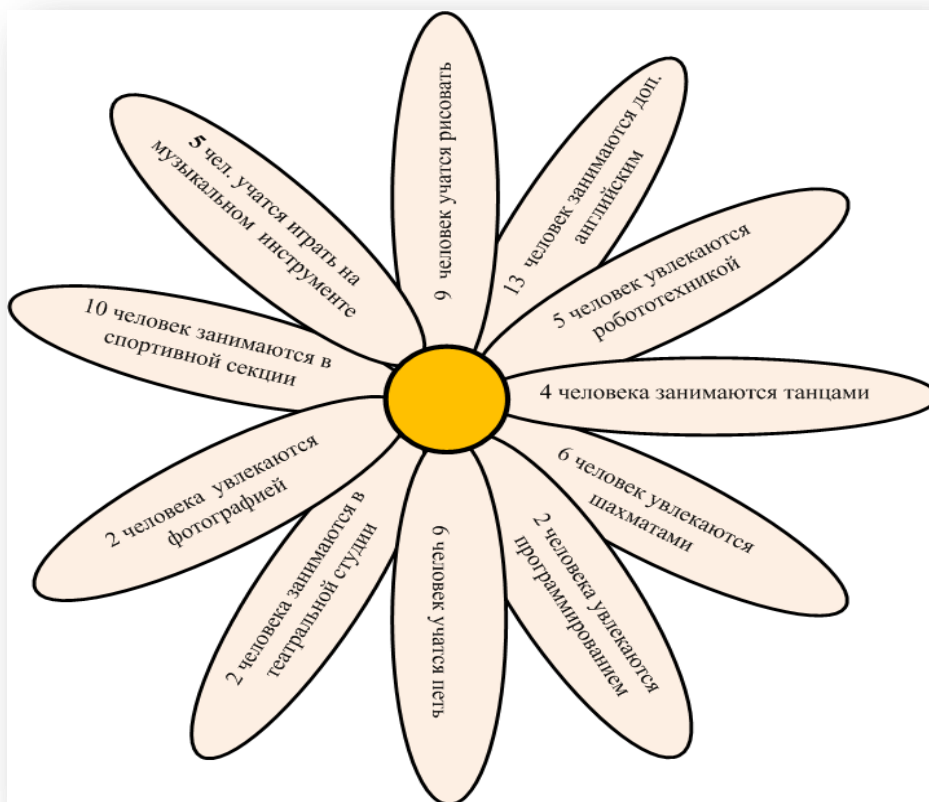 9 человек учатся рисовать
13 человек занимаются доп.
английским
5 человек увлекаются
робототехникой
4 человека занимаются танцами
6 человек увлекаются
шахматами
2 человека увлекаются
программированием
6 человек учатся петь
2 человека занимаются в
театральной студии
2 человека увлекаются
фотографией
10 человек занимаются в
спортивной секции
5 чел. учатся играть на
музыкальном инструменте